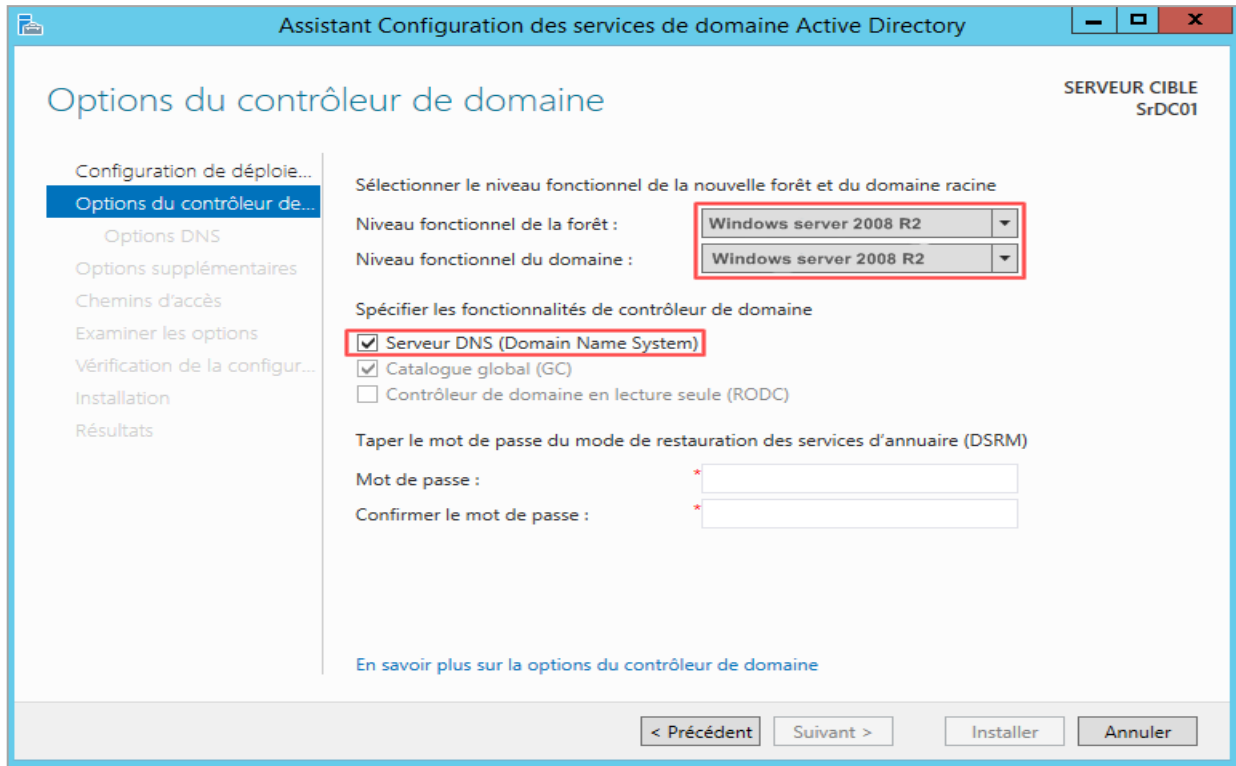 Assistant Configuration des services de domaine Active Directory
Options du contrôleur de domaine
SERVEUR CIBLE
SrDC01
Configuration de déploie...
Options du contrôleur de...
Options DNS
Options supplémentaires
Chemins d'accès
Examiner les options
Vérification de la configur...
Installation
Résultats
Sélectionner le niveau fonctionnel de la nouvelle forêt et du domaine racine
Niveau fonctionnel de la forêt : Windows server 2008 R2
Niveau fonctionnel du domaine : Windows server 2008 R2
Spécifier les fonctionnalités de contrôleur de domaine
Serveur DNS (Domain Name System)
Catalogue global (GC)
Contrôleur de domaine en lecture seule (RODC)
Taper le mot de passe du mode de restauration des services d'annuaire (DSRM)
Mot de passe : *
Confirmer le mot de passe : *
En savoir plus sur la options du contrôleur de domaine
< Précédent Suivant > Installer Annuler